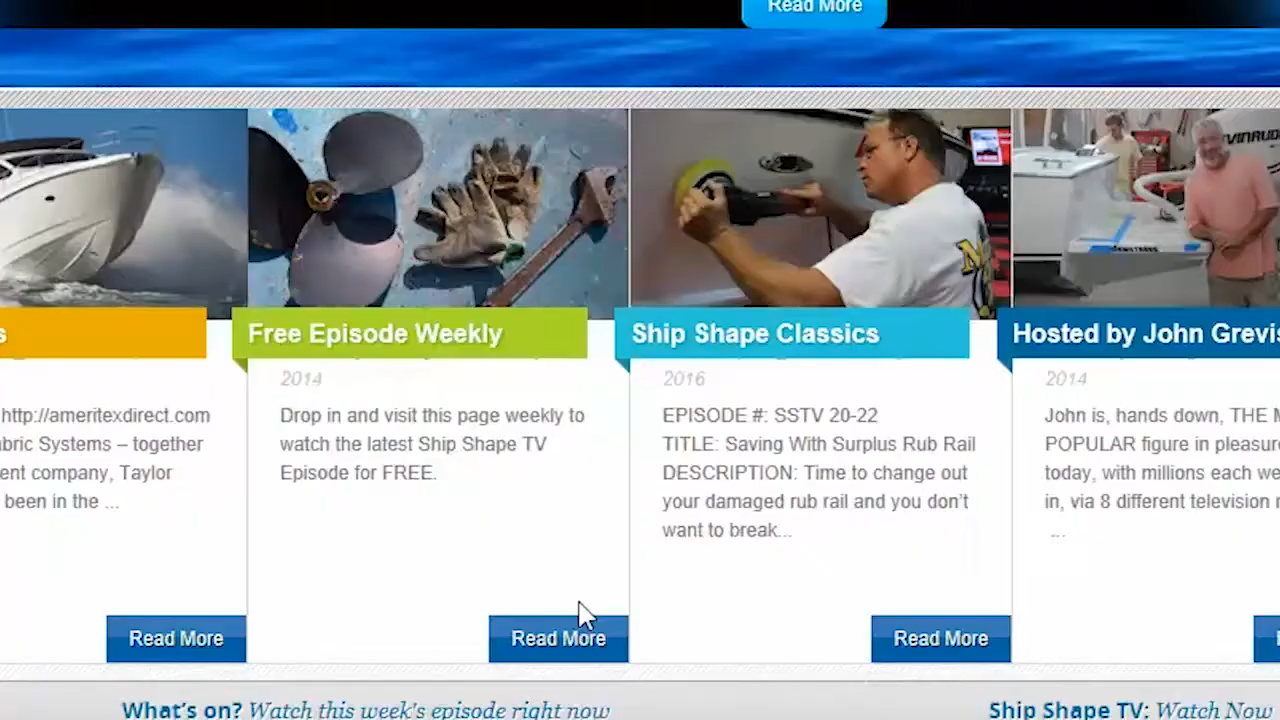 Read More
s
Free Episode Weekly
Ship Shape Classics
Hosted by John Grevis
http://ameritexdirect.com
abric Systems – together
ent company, Taylor
been in the ...
Read More
2014
Drop in and visit this page weekly to
watch the latest Ship Shape TV
Episode for FREE.
Read More
2016
EPISODE #: SSTV 20-22
TITLE: Saving With Surplus Rub Rail
DESCRIPTION: Time to change out
your damaged rub rail and you don't
want to break...
Read More
2014
John is, hands down, THE M
POPULAR figure in pleasure
today, with millions each we
in, via 8 different television n
...
What's on? Watch this week's episode right now
Ship Shape TV: Watch Now